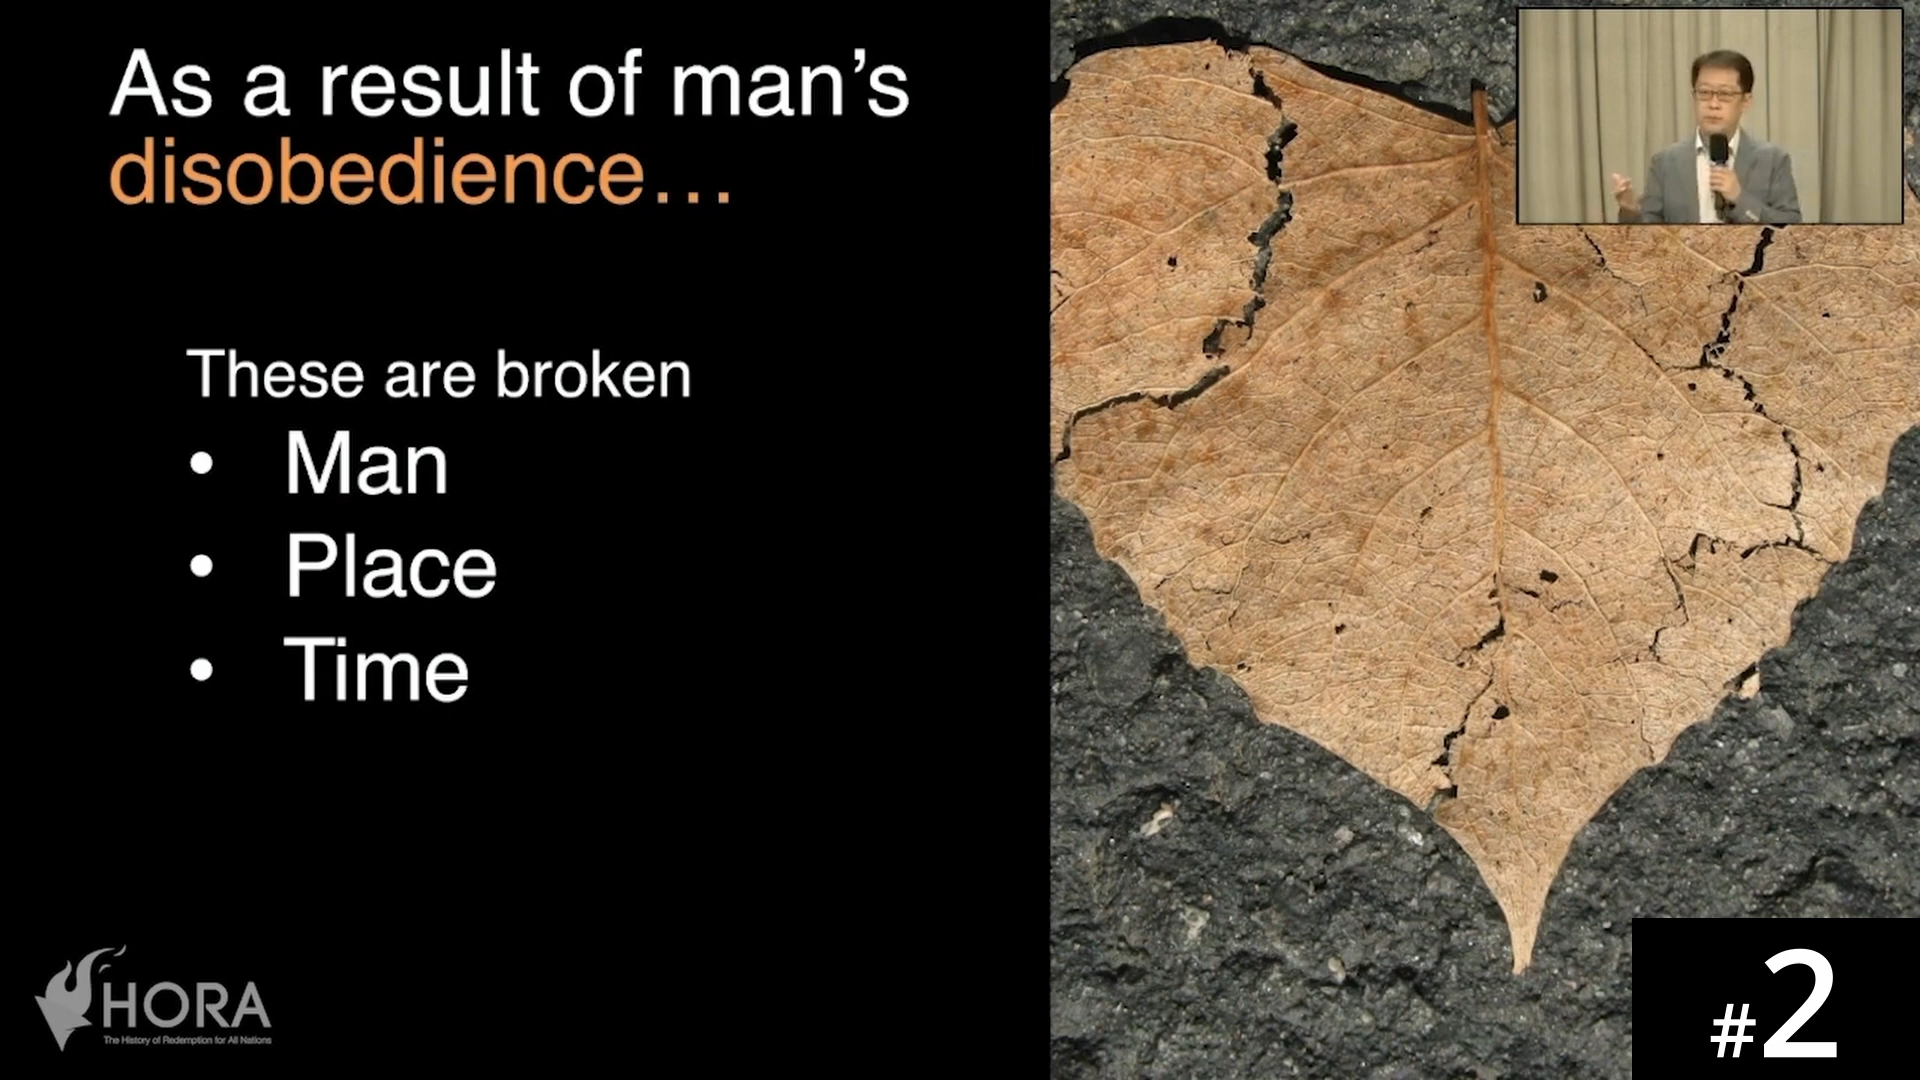 As a result of man’s
disobedience…
These are broken
• Man
• Place
• Time
HORA
The History of Redemption for All Nations
#2